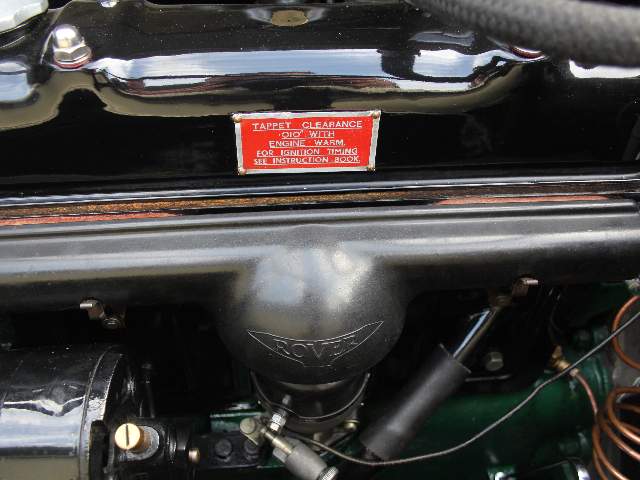 TAPPET CLEARANCE
·010" WITH
ENGINE WARM.
FOR IGNITION TIMING
SEE INSTRUCTION BOOK.
ROVER